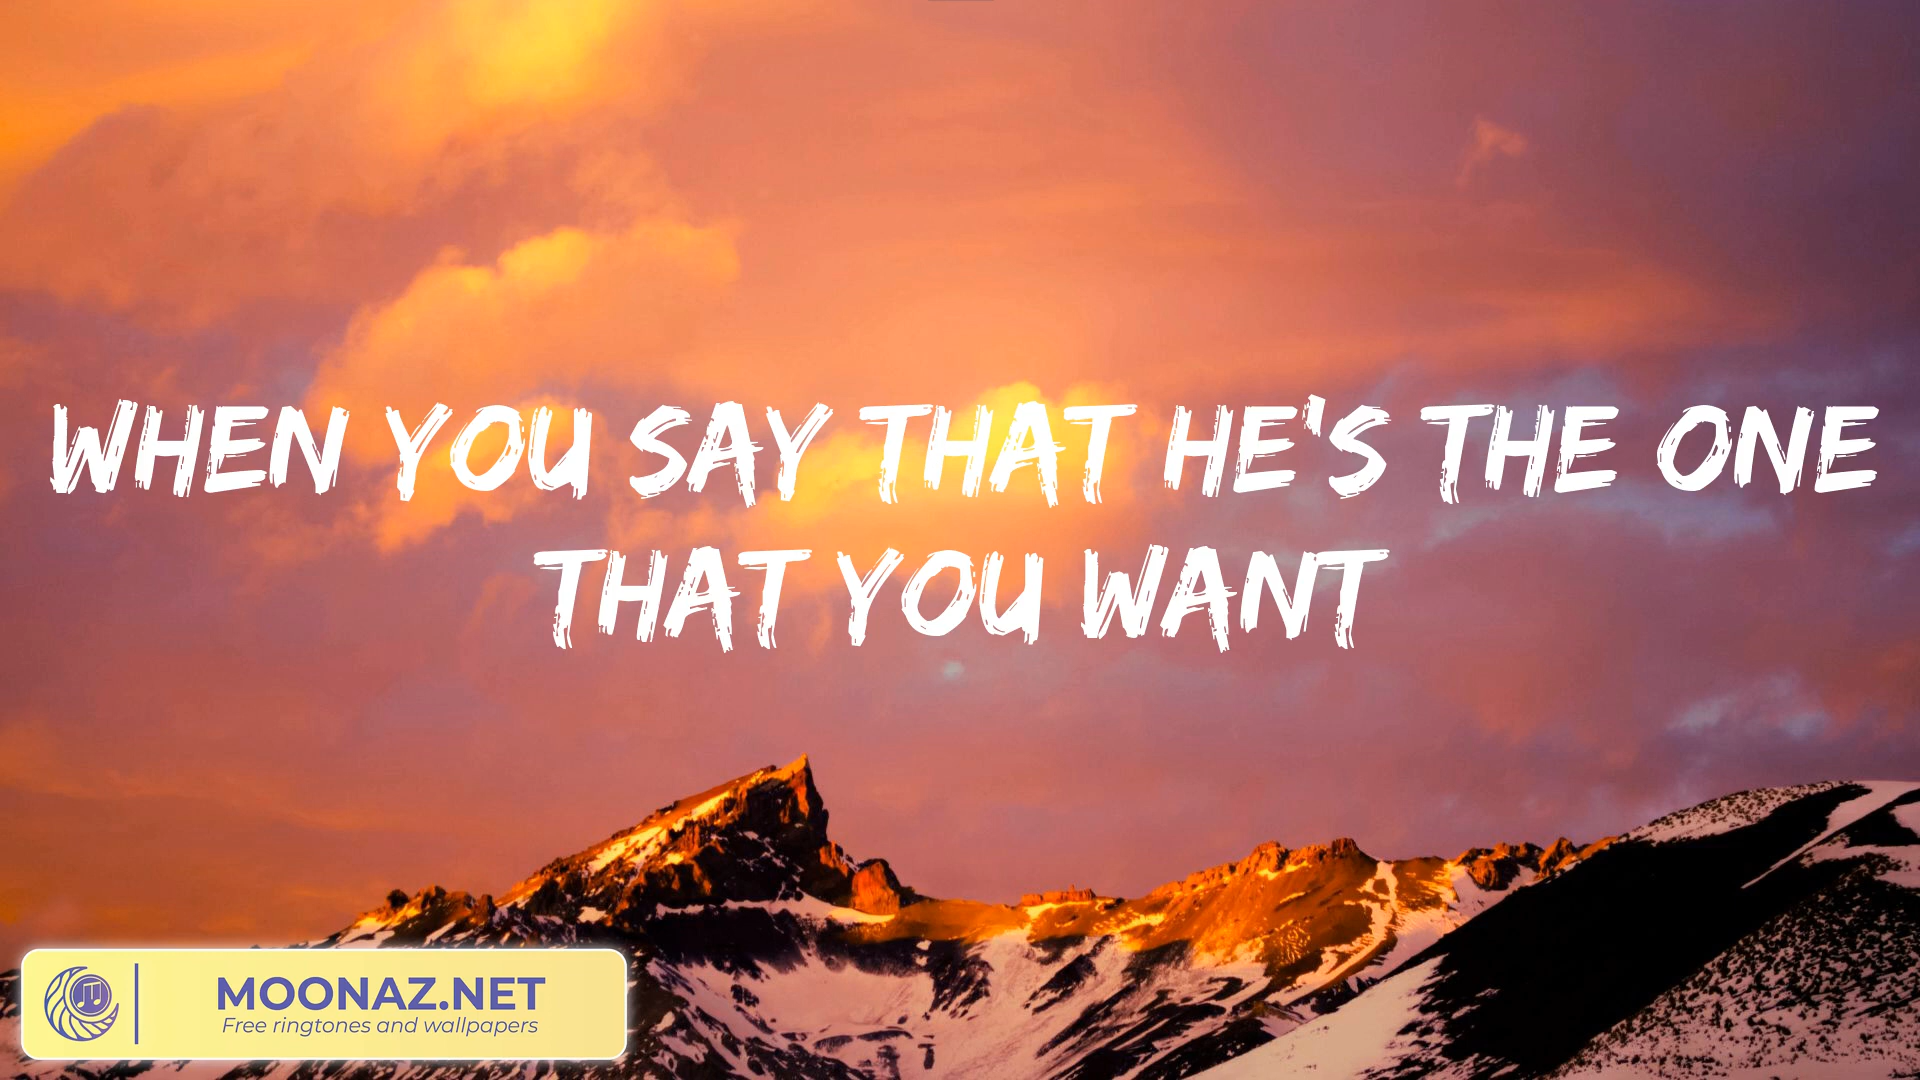 WHEN YOU SAY THAT HE'S THE ONE
THAT YOU WANT
MOONAZ.NET
Free ringtones and wallpapers